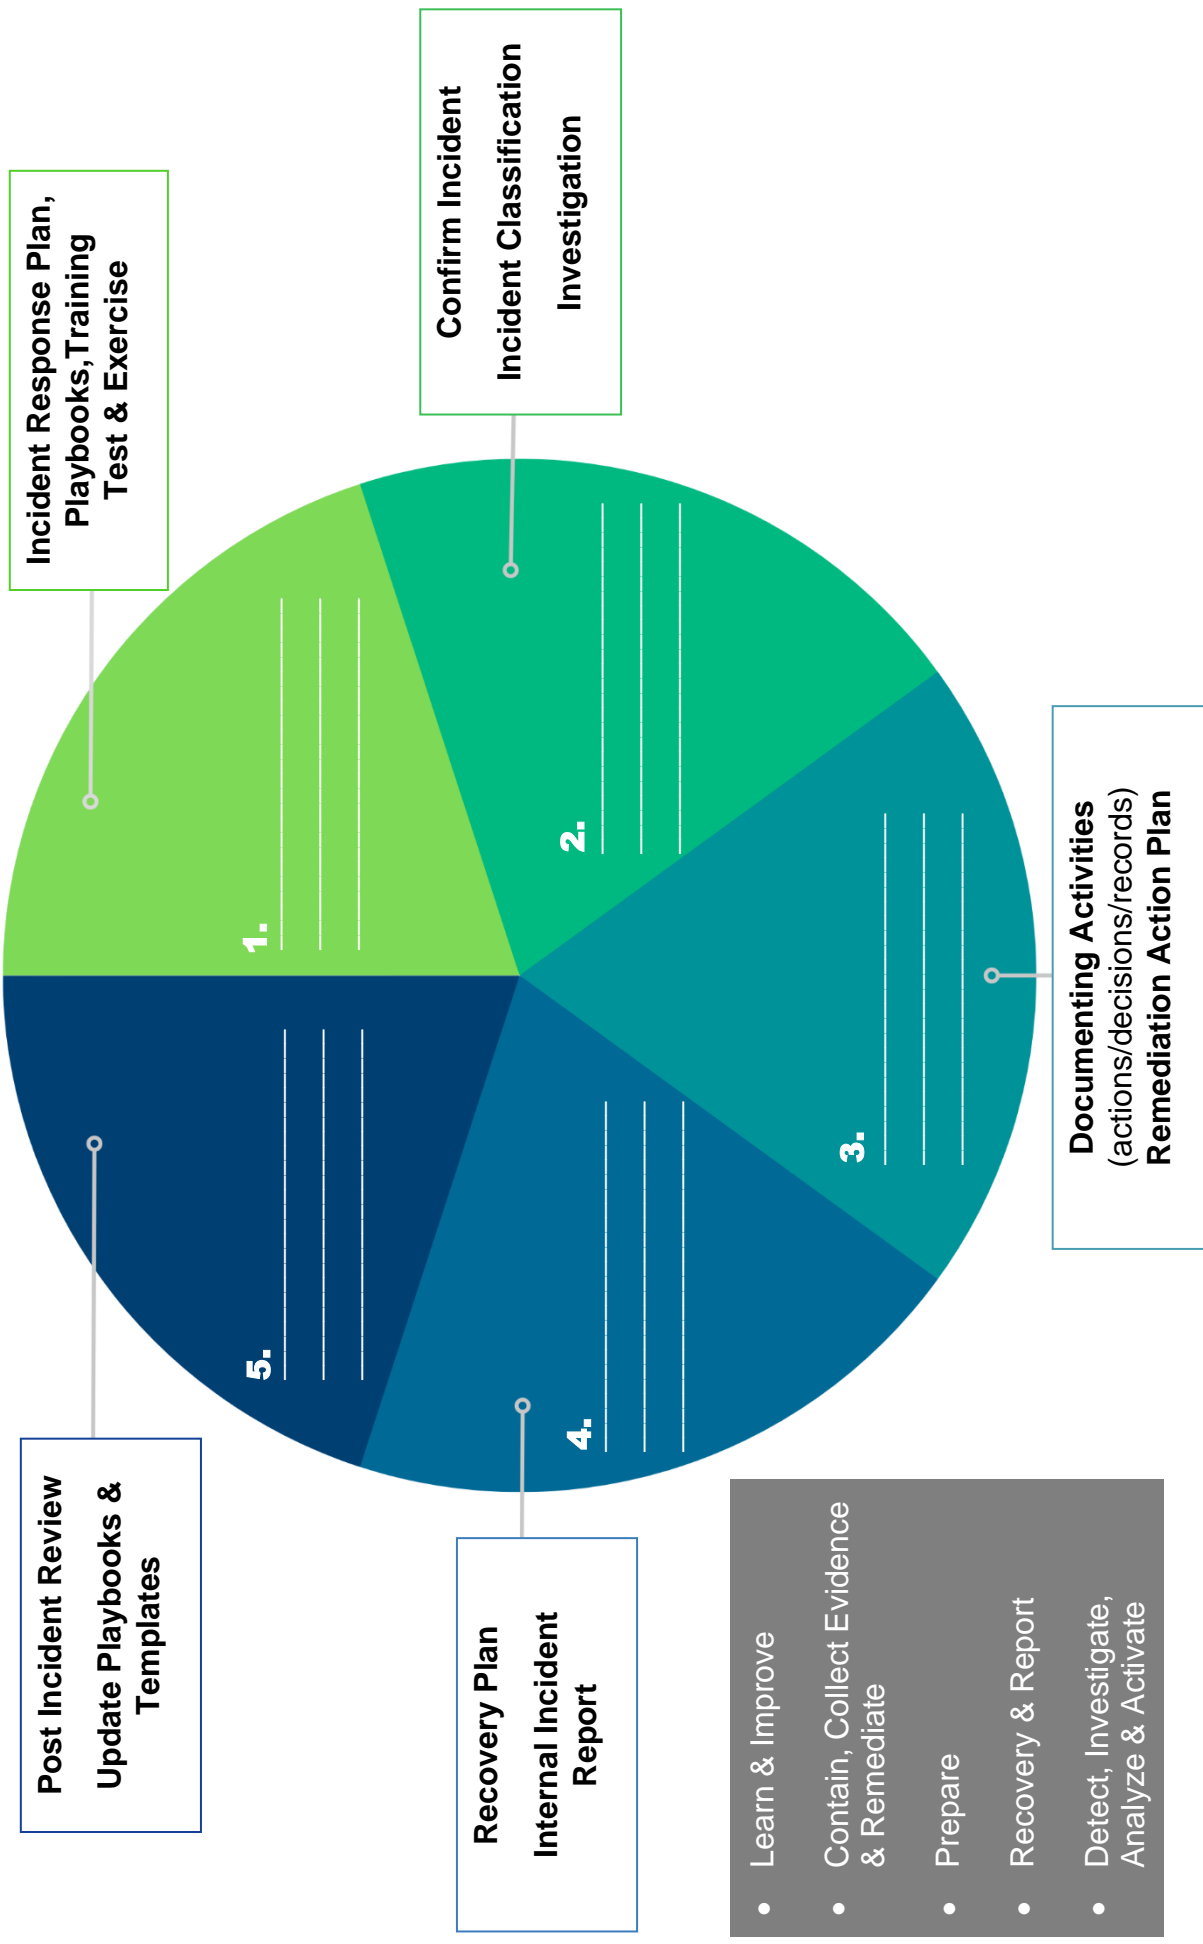 Post Incident Review
Update Playbooks &
Templates
Incident Response Plan,
Playbooks,Training
Test & Exercise
5.
1.
Recovery Plan
Internal Incident
Report
Confirm Incident
Incident Classification
Investigation
4.
2.
3.
• Learn & Improve
• Contain, Collect Evidence
& Remediate
• Prepare
• Recovery & Report
• Detect, Investigate,
Analyze & Activate
Documenting Activities
(actions/decisions/records)
Remediation Action Plan